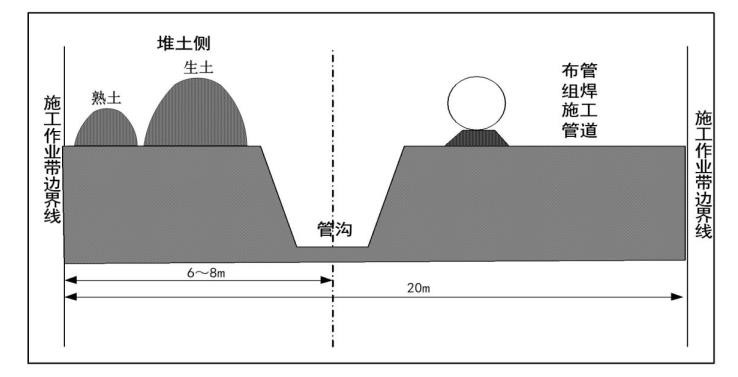 堆土侧
生土
熟土
布管
组焊
施工
管道
施工作业带边界线
施工作业带边界线
管沟
6～8m
20m